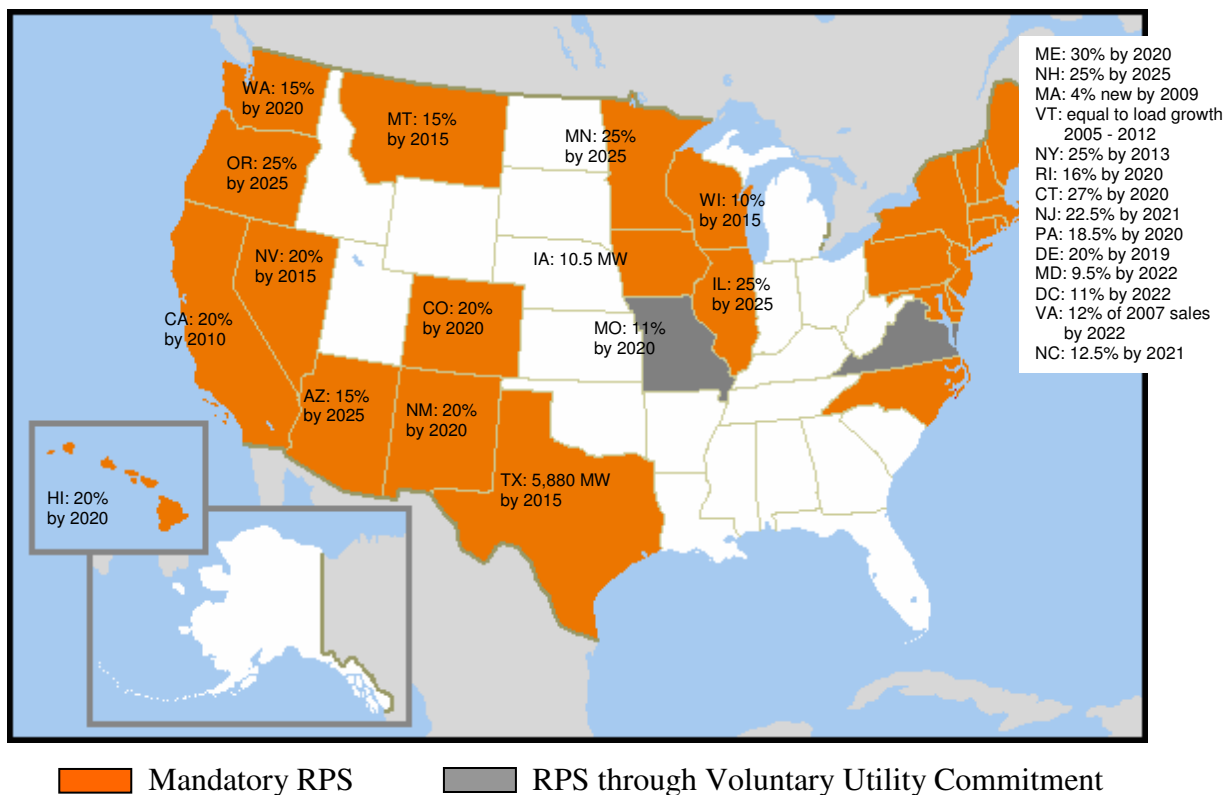 WA: 15%
by 2020
MT: 15%
by 2015
MN: 25%
by 2025
OR: 25%
by 2025
WI: 10%
by 2015
NV: 20%
by 2015
IA: 10.5 MW
IL: 25%
by 2025
CA: 20%
by 2010
CO: 20%
by 2020
MO: 11%
by 2020
AZ: 15%
by 2025
NM: 20%
by 2020
TX: 5,880 MW
by 2015
HI: 20%
by 2020
ME: 30% by 2020
NH: 25% by 2025
MA: 4% new by 2009
VT: equal to load growth
2005 - 2012
NY: 25% by 2013
RI: 16% by 2020
CT: 27% by 2020
NJ: 22.5% by 2021
PA: 18.5% by 2020
DE: 20% by 2019
MD: 9.5% by 2022
DC: 11% by 2022
VA: 12% of 2007 sales
by 2022
NC: 12.5% by 2021
Mandatory RPS
RPS through Voluntary Utility Commitment